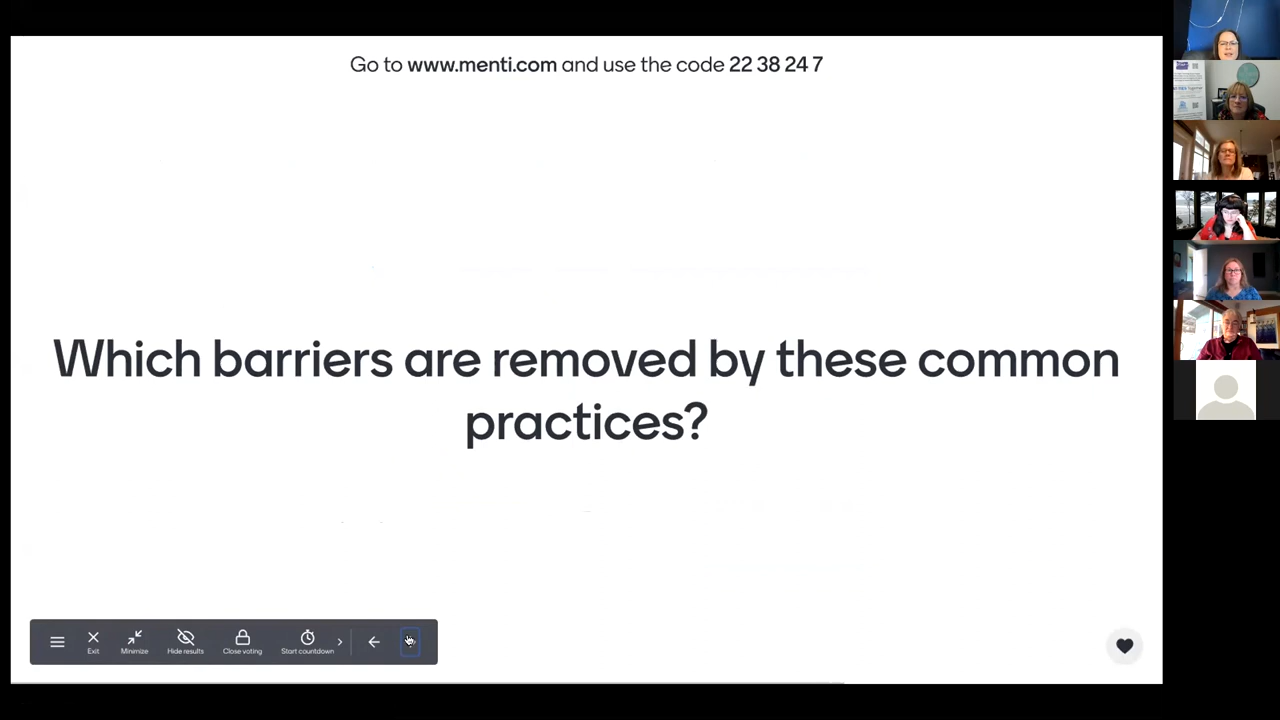 Go to www.menti.com and use the code 22 38 24 7
Which barriers are removed by these common
practices?
Exit
Minimize
Hide results
Close voting
Start countdown